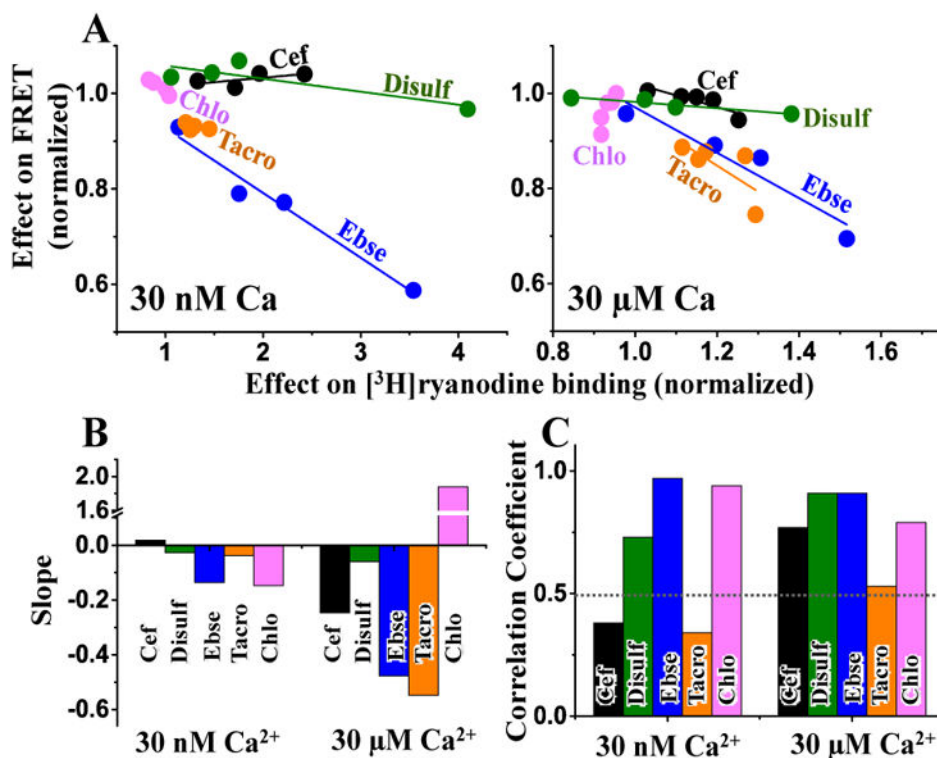 A
Effect on FRET
(normalized)
1.0
0.8
0.6
Cef
Disulf
Chlo
Tacro
Ebse
30 nM Ca
1
2
3
4
1.0
0.8
0.6
Cef
Disulf
Chlo
Tacro
Ebse
30 μM Ca
0.8
1.0
1.2
1.4
1.6
Effect on [³H]ryanodine binding (normalized)
B
Slope
2.0
1.6
0.0
-0.2
-0.4
-0.6
Cef
Disulf
Ebse
Tacro
Chlo
Cef
Disulf
Ebse
Tacro
Chlo
30 nM Ca²⁺
30 μM Ca²⁺
C
Correlation Coefficient
1.0
0.5
0.0
Cef
Disulf
Ebse
Tacro
Chlo
Cef
Disulf
Ebse
Tacro
Chlo
30 nM Ca²⁺
30 μM Ca²⁺